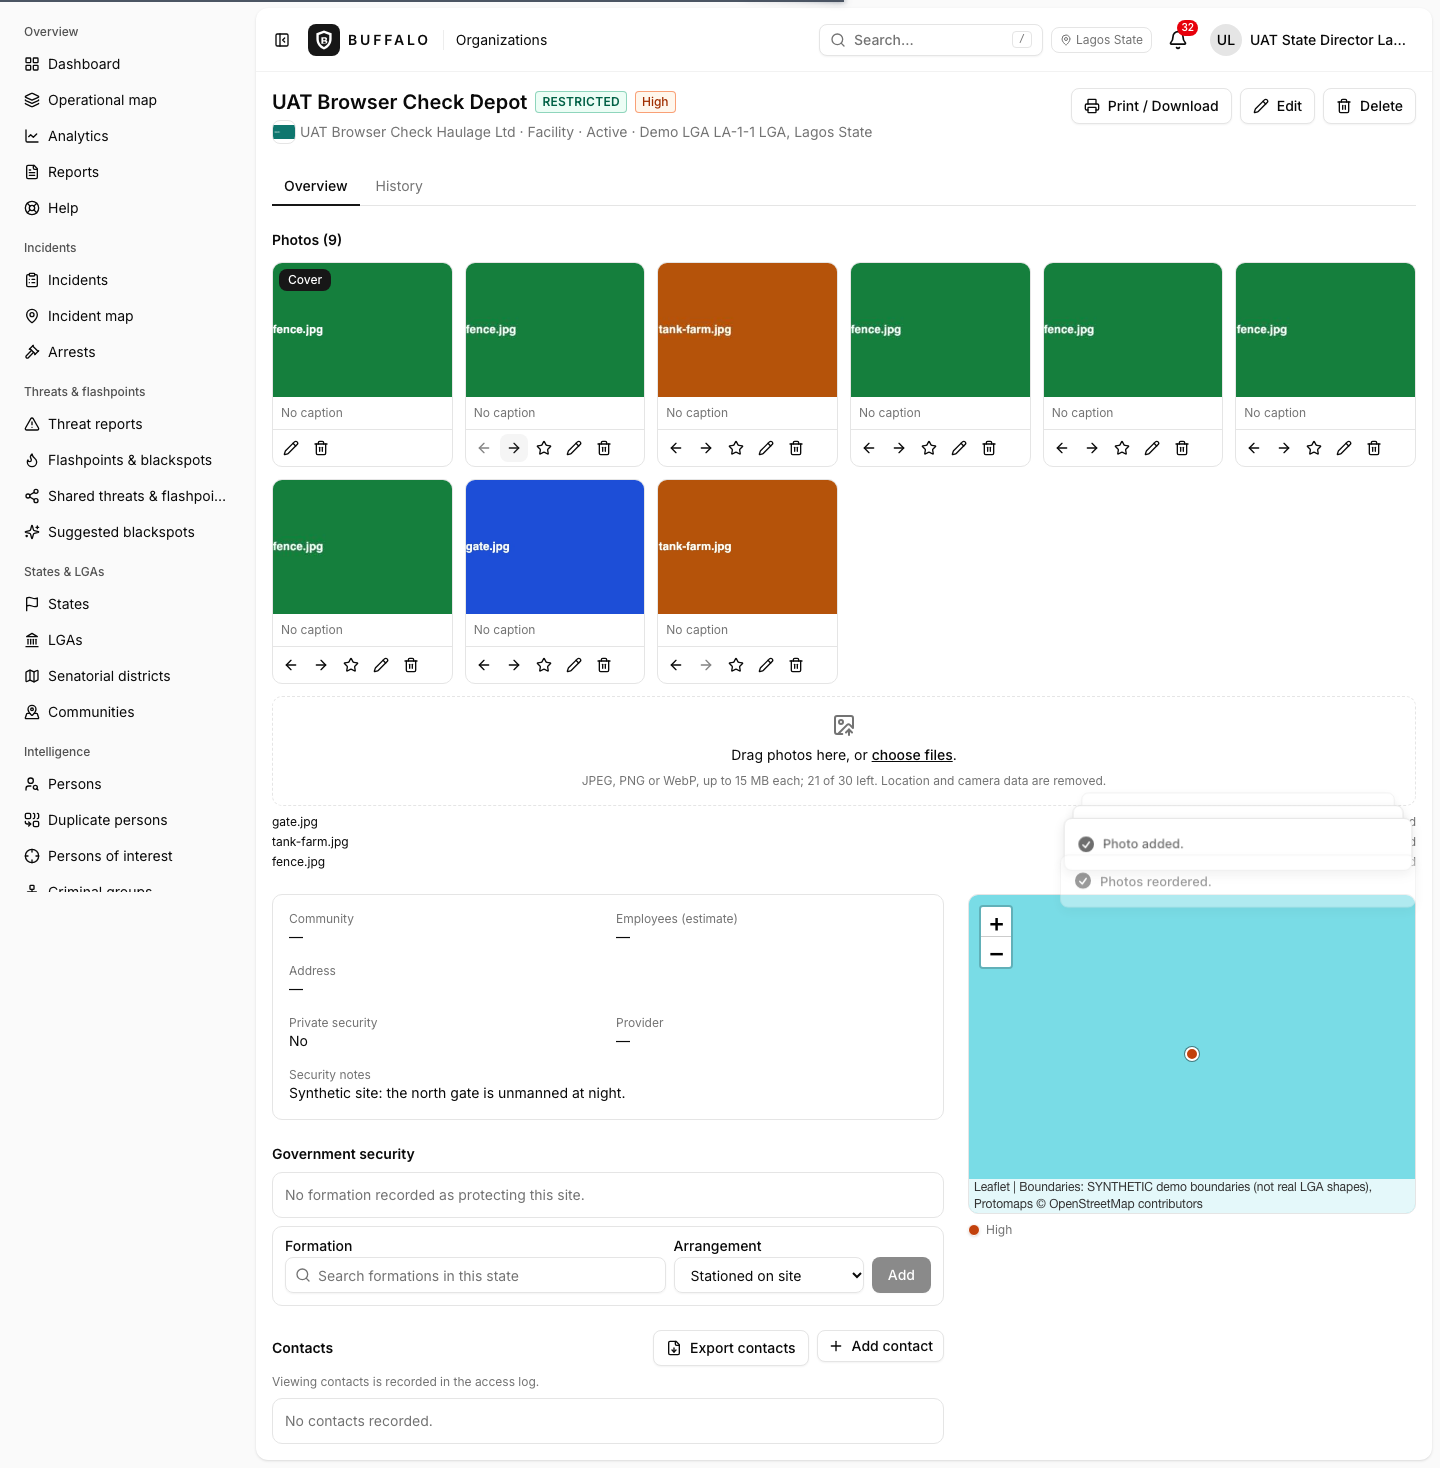 Overview
Dashboard
Operational map
Analytics
Reports
Help
Incidents
Incidents
Incident map
Arrests
Threats & flashpoints
Threat reports
Flashpoints & blackspots
Shared threats & flashpoi...
Suggested blackspots
States & LGAs
States
LGAs
Senatorial districts
Communities
Intelligence
Persons
Duplicate persons
Persons of interest
Criminal groups
BUFFALO
Organizations
Search...
/
Lagos State
32
UL
UAT State Director La...
UAT Browser Check Depot RESTRICTED High
Print / Download
Edit
Delete
UAT Browser Check Haulage Ltd · Facility · Active · Demo LGA LA-1-1 LGA, Lagos State
Overview
History
Photos (9)
Cover
fence.jpg
fence.jpg
tank-farm.jpg
fence.jpg
fence.jpg
fence.jpg
No caption
No caption
No caption
No caption
No caption
No caption
fence.jpg
gate.jpg
tank-farm.jpg
No caption
No caption
No caption
Drag photos here, or choose files.
JPEG, PNG or WebP, up to 15 MB each; 21 of 30 left. Location and camera data are removed.
gate.jpg
tank-farm.jpg
fence.jpg
Photo added.
Photos reordered.
Community
—
Employees (estimate)
—
Address
—
Private security
No
Provider
—
Security notes
Synthetic site: the north gate is unmanned at night.
+
−
Leaflet | Boundaries: SYNTHETIC demo boundaries (not real LGA shapes),
Protomaps © OpenStreetMap contributors
High
Government security
No formation recorded as protecting this site.
Formation
Search formations in this state
Arrangement
Stationed on site
Add
Contacts
Export contacts
Add contact
Viewing contacts is recorded in the access log.
No contacts recorded.